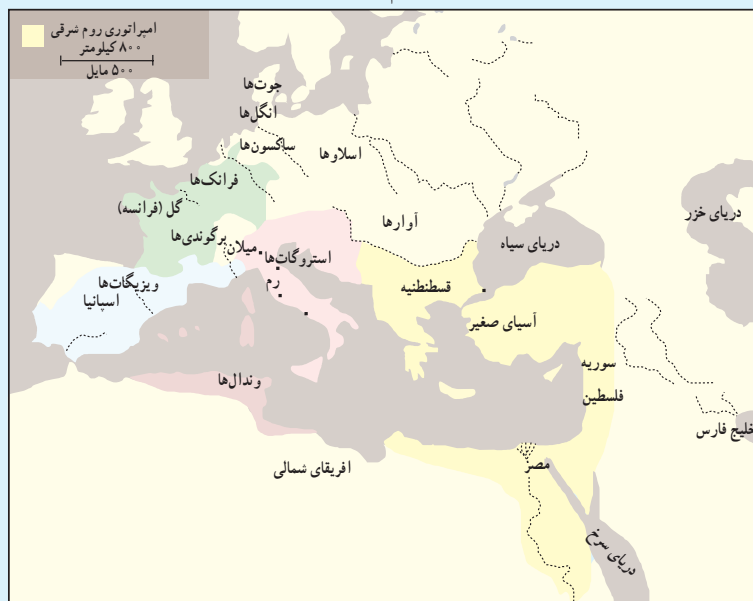 امپراتوری روم شرقی
۸۰۰ کیلومتر
۵۰۰ مایل
جوت‌ها
انگل‌ها
ساکسون‌ها
اسلاوها
فرانک‌ها
گل (فرانسه)
برگوندی‌ها
میلان
استروگات‌ها
رم
آوارها
دریای سیاه
دریای خزر
ویزیگات‌ها
اسپانیا
قسطنطنیه
آسیای صغیر
سوریه
فلسطین
خلیج فارس
وندال‌ها
افریقای شمالی
مصر
دریای سرخ